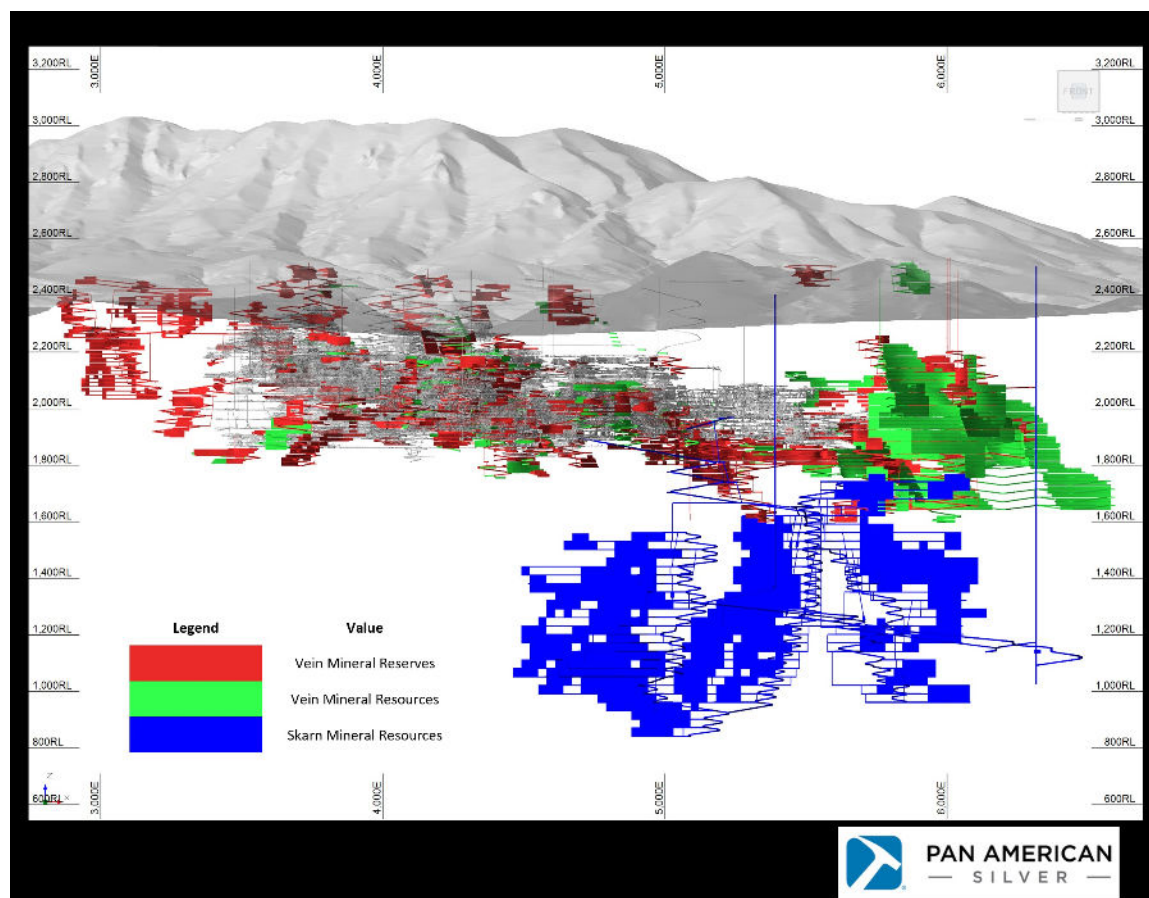 3,000E 4,000E 5,000E 6,000E
3,200RL 3,200RL
FRONT
3,000RL 3,000RL
2,800RL 2,800RL
2,600RL 2,600RL
2,400RL 2,400RL
2,200RL 2,200RL
2,000RL 2,000RL
1,800RL 1,800RL
1,600RL 1,600RL
1,400RL 1,400RL
1,200RL 1,200RL
Legend Value
Vein Mineral Reserves
Vein Mineral Resources
Skarn Mineral Resources
1,000RL 1,000RL
800RL 800RL
Z
600RL X 600RL
3,000E 4,000E 5,000E 6,000E
PAN AMERICAN
— SILVER —